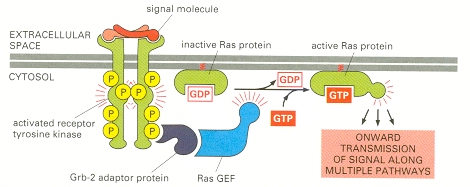 signal molecule
EXTRACELLULAR
SPACE
inactive Ras protein
active Ras protein
CYTOSOL
P P
P P P P
P P
P P
GDP
GDP
GTP
GTP
activated receptor
tyrosine kinase
ONWARD
TRANSMISSION
OF SIGNAL ALONG
MULTIPLE PATHWAYS
Grb-2 adaptor protein
Ras GEF